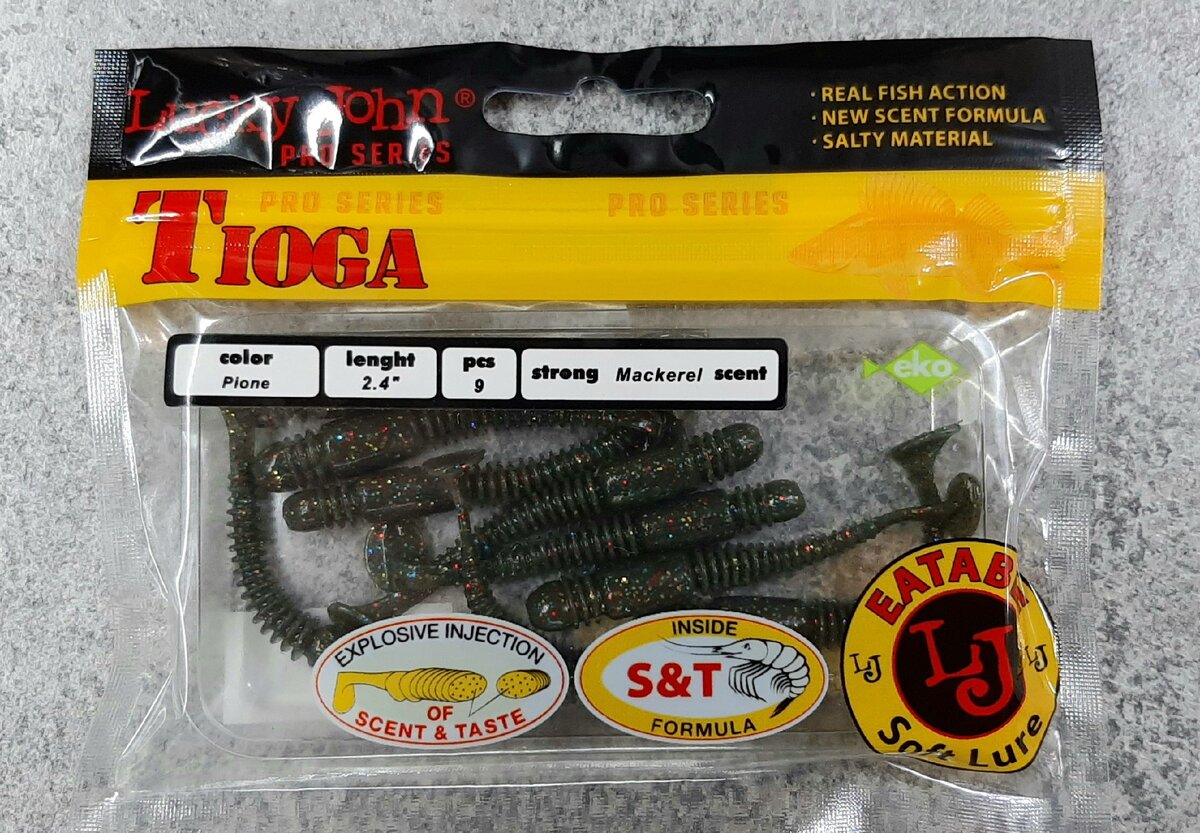 Lucky John®
PRO SERIES
· REAL FISH ACTION
· NEW SCENT FORMULA
· SALTY MATERIAL
TIOGA
PRO SERIES
PRO SERIES
color
Pione
lenght
2.4"
pcs
9
strong Mackerel scent
eko
EXPLOSIVE INJECTION
OF
SCENT & TASTE
INSIDE
S&T
FORMULA
LJ
LJ
LJ
Soft Lure